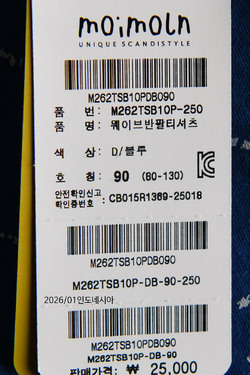 moimoln
UNIQUE SCANDISTYLE
M262TSB10PDB090
품 번: M262TSB10P-250
품 명: 퀘이브반팔티셔츠
색 상: D/블루
호 칭: 90 (80-130)
안전확인신고
확인증번호 : CB015R1369-25018
M262TSB10PDB090
M262TSB10P-DB-90-250
2026/01인도네시아
M262TSB10PDB090
M262TSB10P-DB-90
판매가격: ₩ 25,000